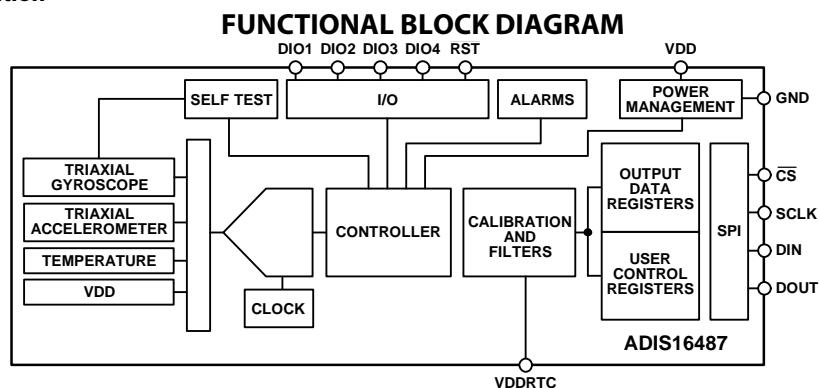 FUNCTIONAL BLOCK DIAGRAM
DIO1 DIO2 DIO3 DIO4 RST VDD
SELF TEST
I/O
ALARMS
POWER
MANAGEMENT
GND
TRIAXIAL
GYROSCOPE
TRIAXIAL
ACCELEROMETER
TEMPERATURE
VDD
CLOCK
CONTROLLER
CALIBRATION
AND
FILTERS
OUTPUT
DATA
REGISTERS
USER
CONTROL
REGISTERS
SPI
CS
SCLK
DIN
DOUT
ADIS16487
VDDRTC